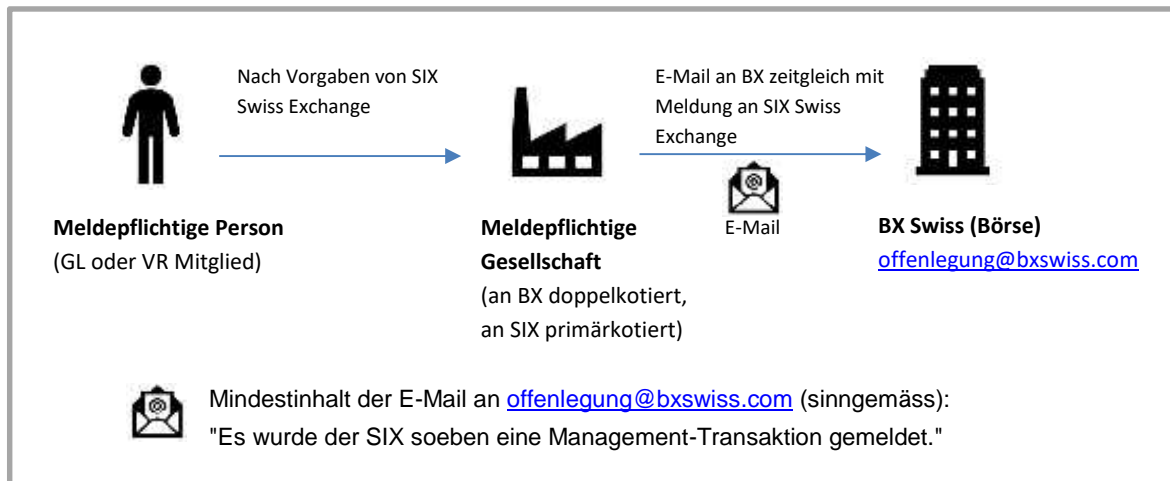 Nach Vorgaben von SIX
Swiss Exchange
E-Mail an BX zeitgleich mit
Meldung an SIX Swiss
Exchange
Meldepflichtige Person
(GL oder VR Mitglied)
Meldepflichtige
Gesellschaft
(an BX doppelkotiert,
an SIX primärkotiert)
E-Mail
BX Swiss (Börse)
offenlegung@bxswiss.com
Mindestinhalt der E-Mail an offenlegung@bxswiss.com (sinngemäss):
"Es wurde der SIX soeben eine Management-Transaktion gemeldet."